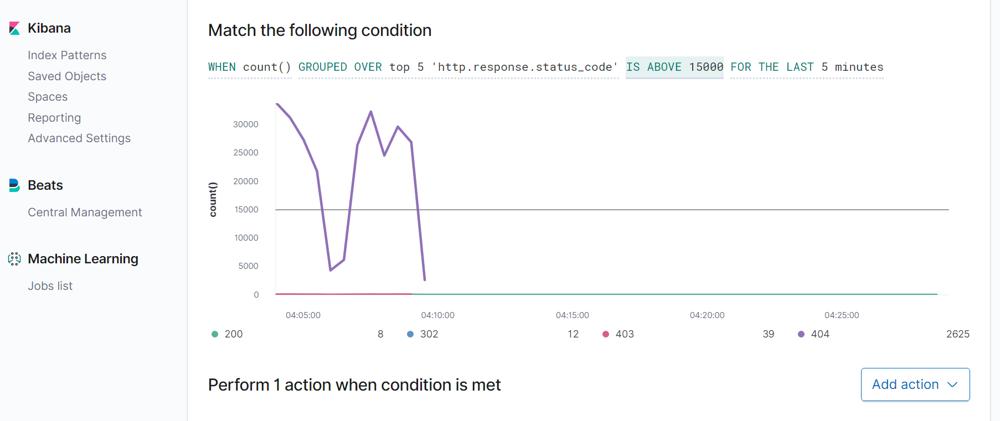 Kibana
Index Patterns
Saved Objects
Spaces
Reporting
Advanced Settings
Beats
Central Management
Machine Learning
Jobs list
Match the following condition
WHEN count() GROUPED OVER top 5 'http.response.status_code' IS ABOVE 15000 FOR THE LAST 5 minutes
count()
30000
25000
20000
15000
10000
5000
0
04:05:00 04:10:00 04:15:00 04:20:00 04:25:00
200 8 302 12 403 39 404 2625
Perform 1 action when condition is met
Add action